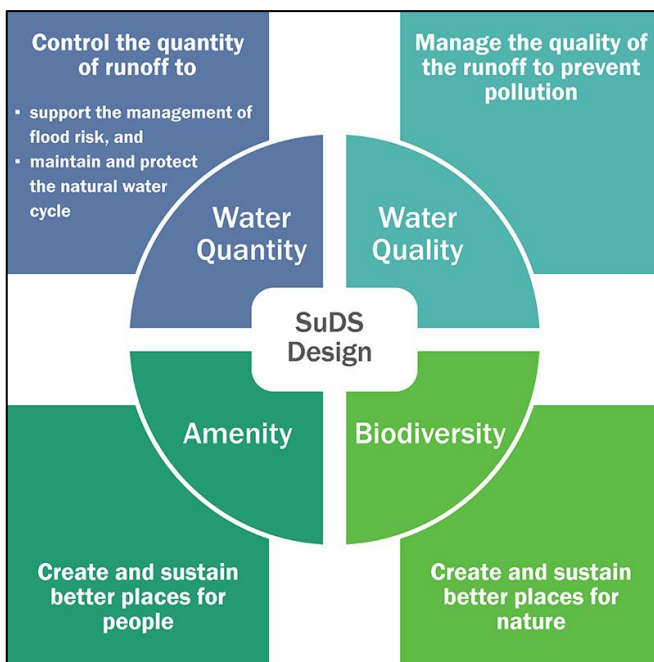 Control the quantity
of runoff to
▪ support the management of
flood risk, and
▪ maintain and protect
the natural water
cycle
Manage the quality of
the runoff to prevent
pollution
Water
Quantity
Water
Quality
SuDS
Design
Amenity
Biodiversity
Create and sustain
better places for
people
Create and sustain
better places for
nature